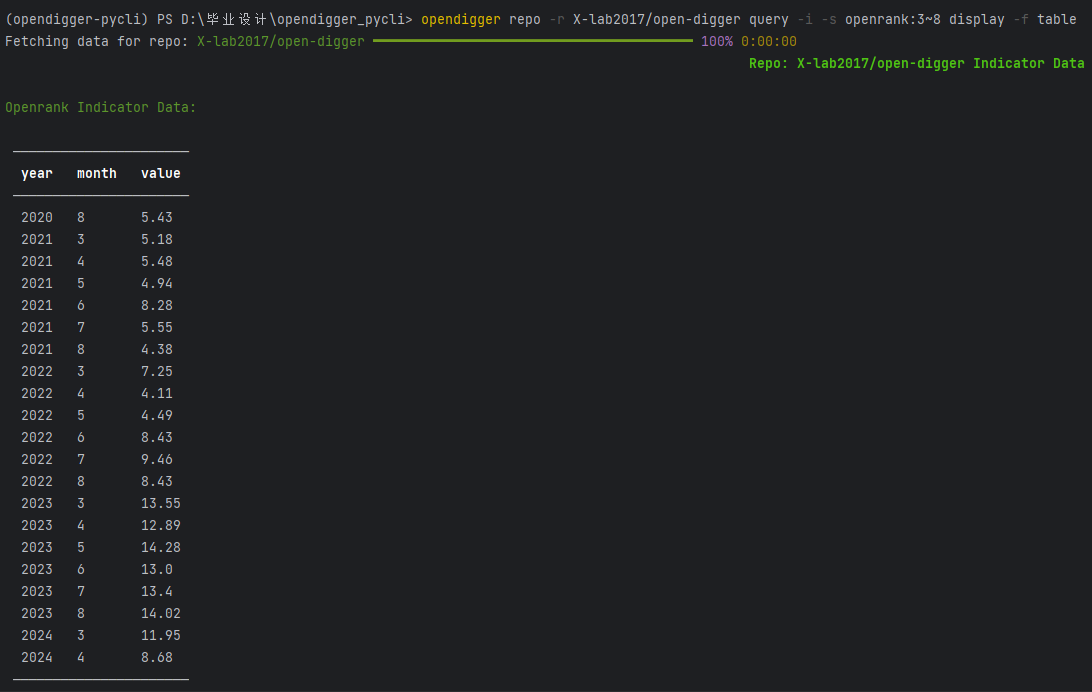 (opendigger-pycli) PS D:\毕业设计\opendigger_pycli> opendigger repo -r X-lab2017/open-digger query -i -s openrank:3~8 display -f table
Fetching data for repo: X-lab2017/open-digger 100% 0:00:00
Repo: X-lab2017/open-digger Indicator Data
Openrank Indicator Data:
year month value
2020 8 5.43
2021 3 5.18
2021 4 5.48
2021 5 4.94
2021 6 8.28
2021 7 5.55
2021 8 4.38
2022 3 7.25
2022 4 4.11
2022 5 4.49
2022 6 8.43
2022 7 9.46
2022 8 8.43
2023 3 13.55
2023 4 12.89
2023 5 14.28
2023 6 13.0
2023 7 13.4
2023 8 14.02
2024 3 11.95
2024 4 8.68